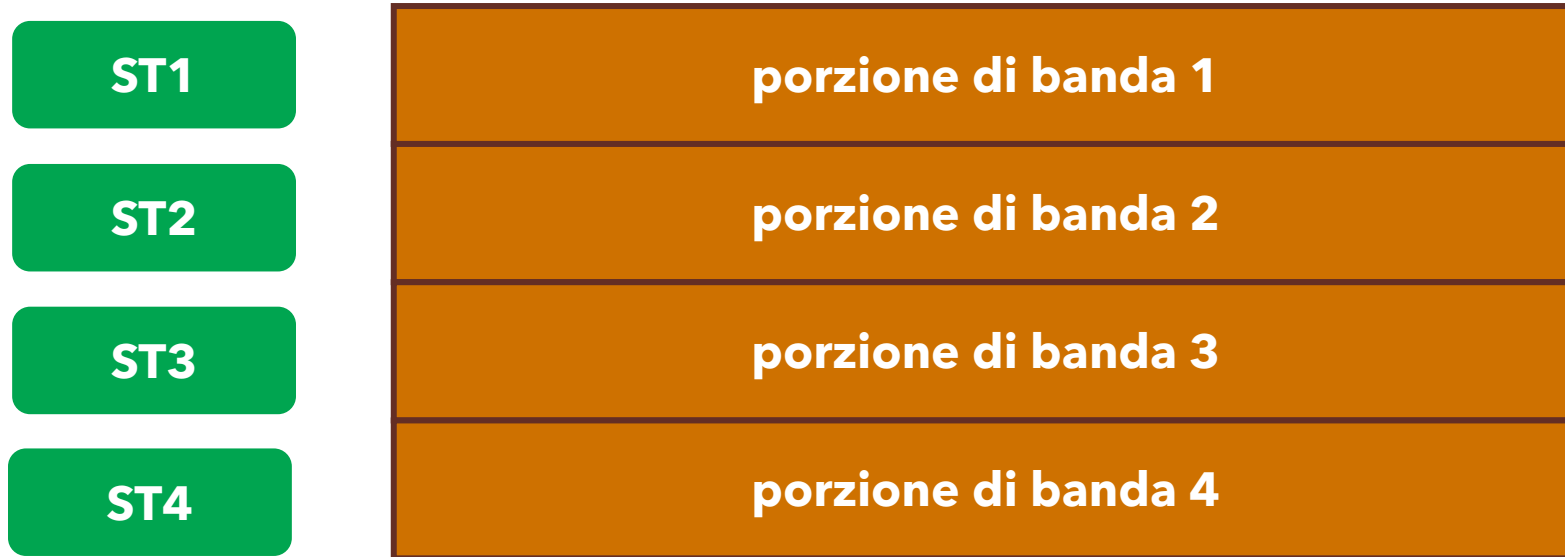 ST1
porzione di banda 1
ST2
porzione di banda 2
ST3
porzione di banda 3
ST4
porzione di banda 4